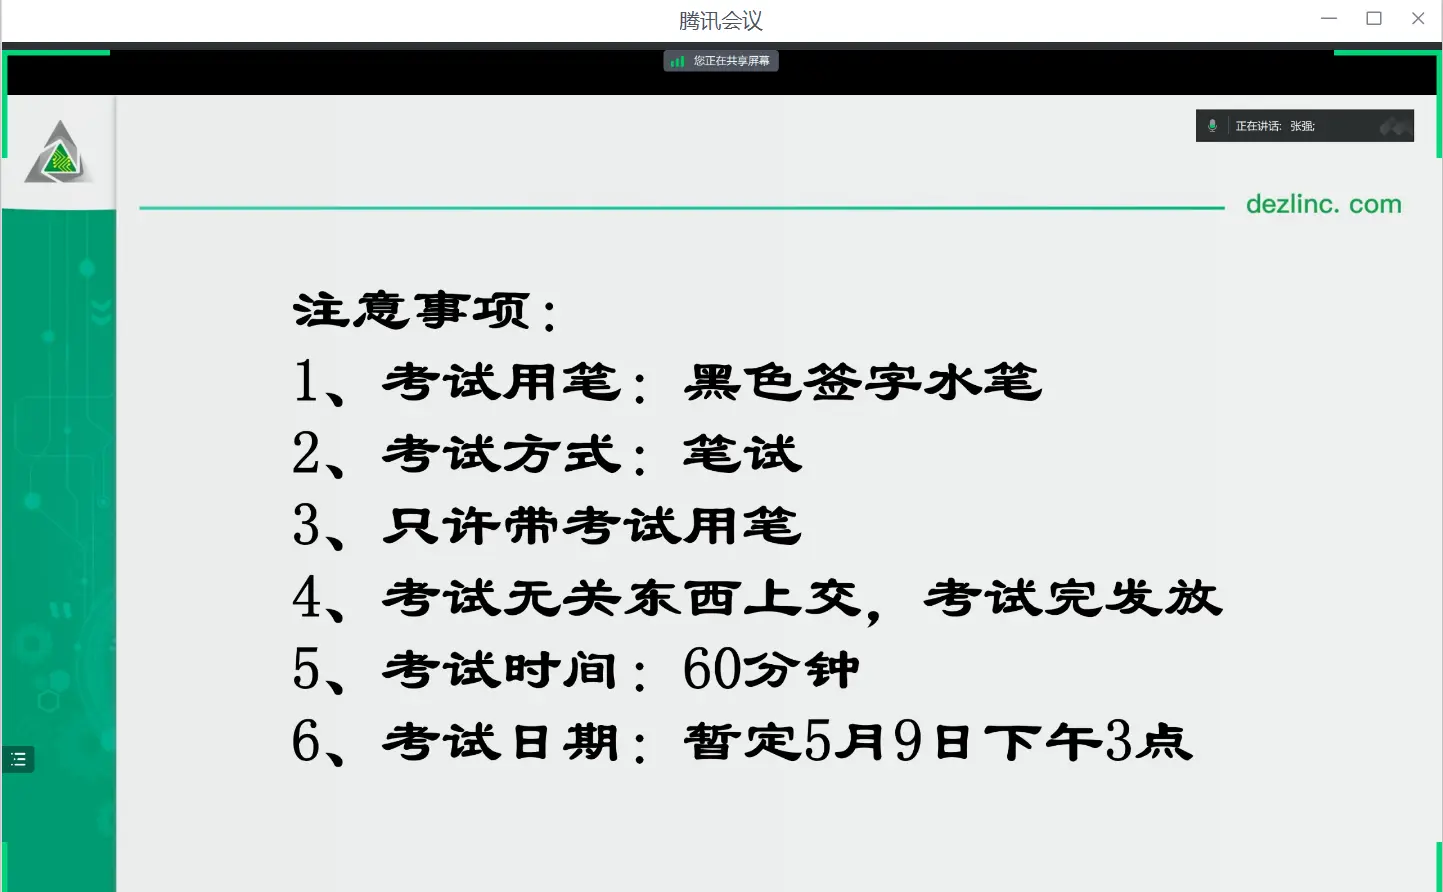 腾讯会议
您正在共享屏幕
正在讲话: 张强;
dezlinc. com
注意事项：
1、考试用笔：黑色签字水笔
2、考试方式：笔试
3、只许带考试用笔
4、考试无关东西上交，考试完发放
5、考试时间：60分钟
6、考试日期：暂定5月9日下午3点